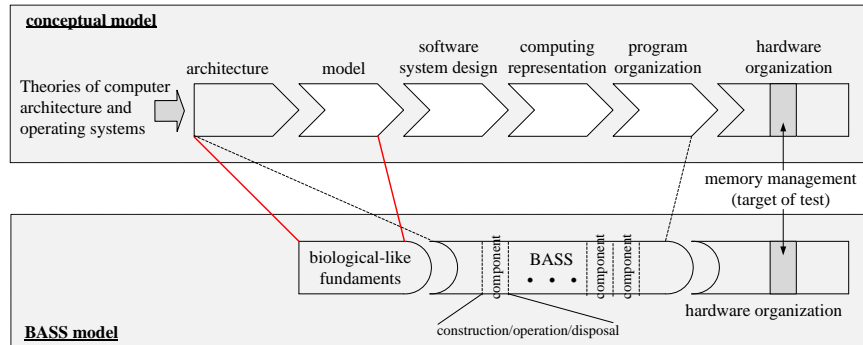 conceptual model
Theories of computer
architecture and
operating systems
architecture
model
software
system design
computing
representation
program
organization
hardware
organization
memory management
(target of test)
biological-like
fundaments
component
BASS
• • •
component
component
hardware organization
construction/operation/disposal
BASS model